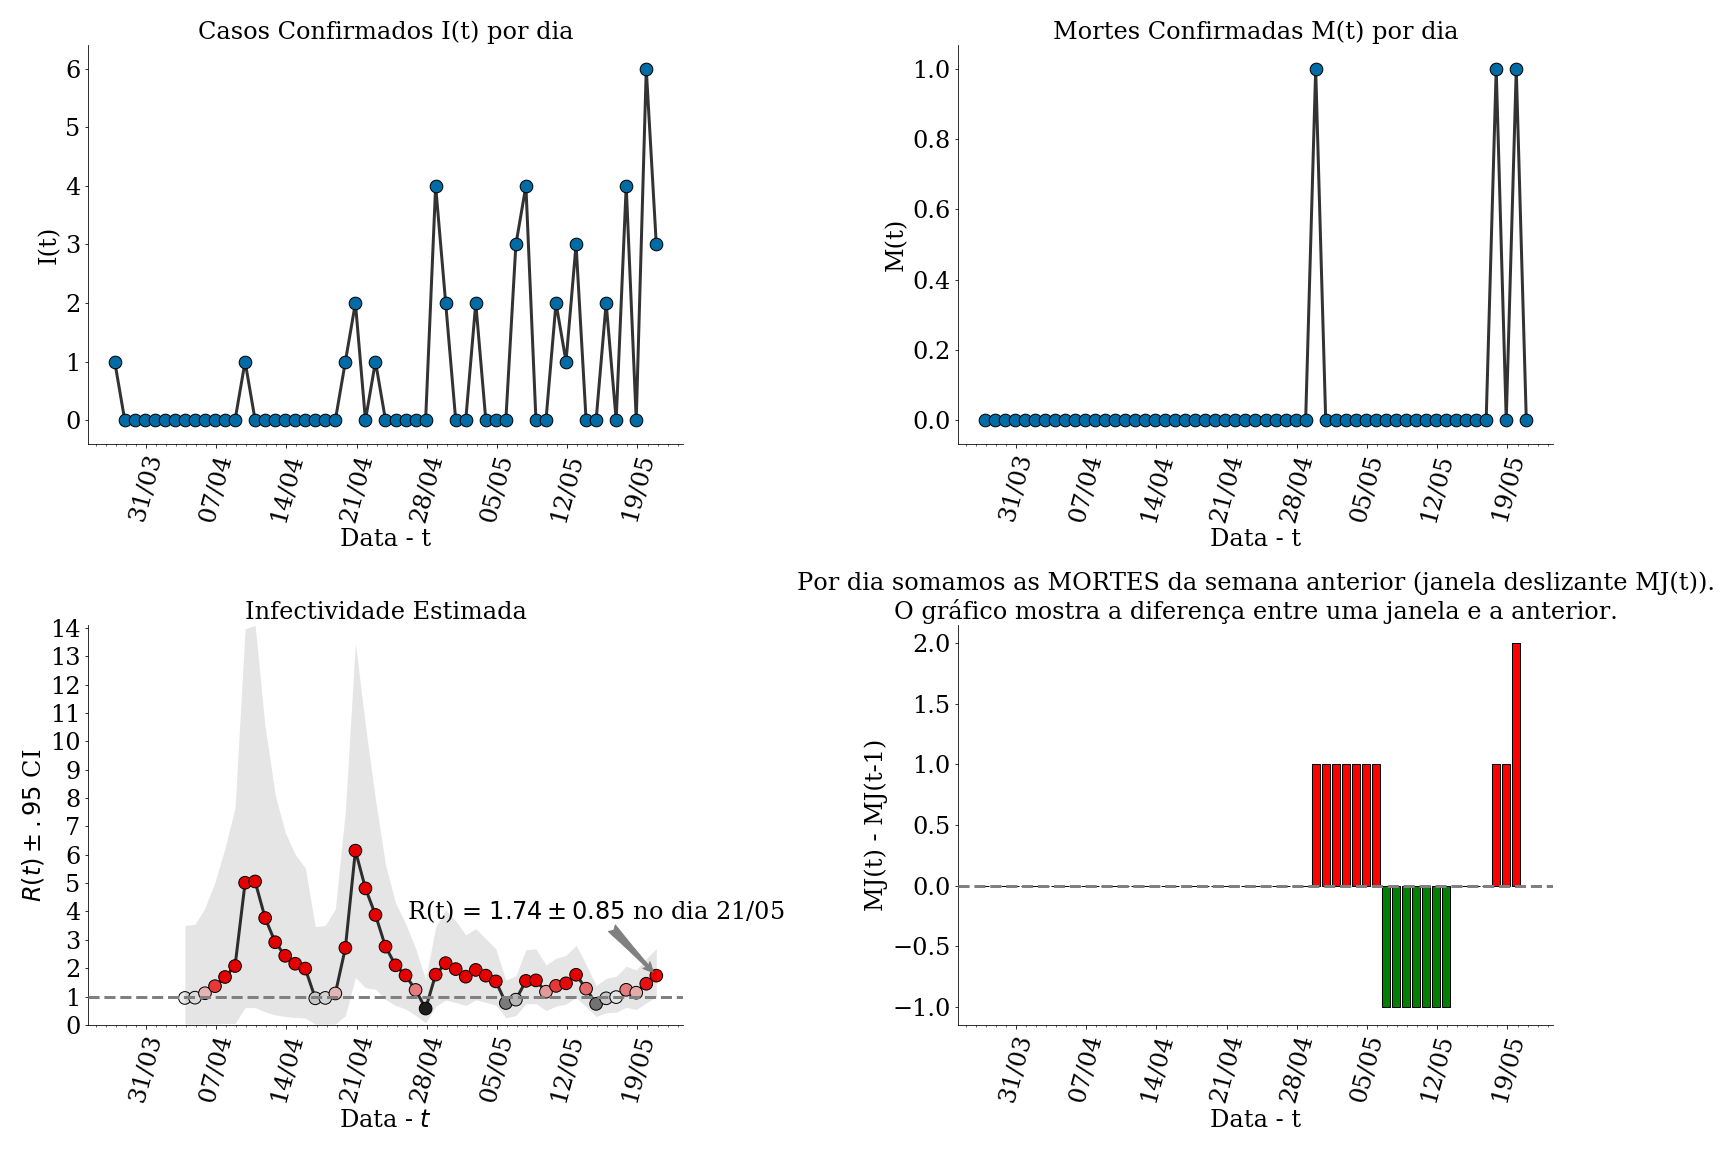 Casos Confirmados I(t) por dia
6
5
4
3
2
1
0
I(t)
31/03 07/04 14/04 21/04 28/04 05/05 12/05 19/05
Data - t
Mortes Confirmadas M(t) por dia
1.0
0.8
0.6
0.4
0.2
0.0
M(t)
31/03 07/04 14/04 21/04 28/04 05/05 12/05 19/05
Data - t
Infectividade Estimada
14
13
12
11
10
9
8
7
6
5
4
3
2
1
0
R(t) ± .95 CI
R(t) = 1.74 ± 0.85 no dia 21/05
31/03 07/04 14/04 21/04 28/04 05/05 12/05 19/05
Data - t
Por dia somamos as MORTES da semana anterior (janela deslizante MJ(t)).
O gráfico mostra a diferença entre uma janela e a anterior.
2.0
1.5
1.0
0.5
0.0
−0.5
−1.0
MJ(t) - MJ(t-1)
31/03 07/04 14/04 21/04 28/04 05/05 12/05 19/05
Data - t